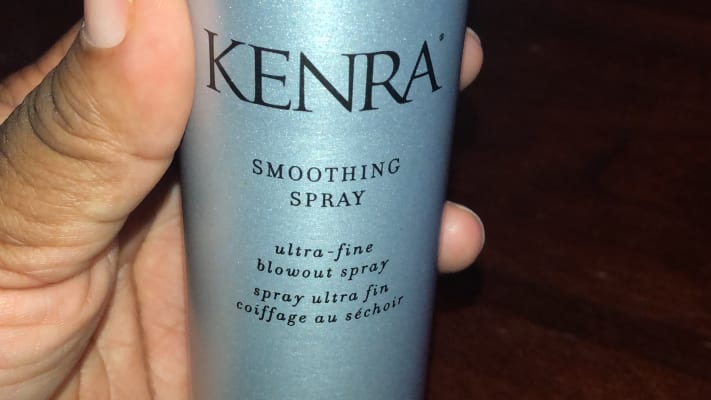 KENRA®
SMOOTHING
SPRAY
ultra-fine
blowout spray
spray ultra fin
coiffage au séchoir